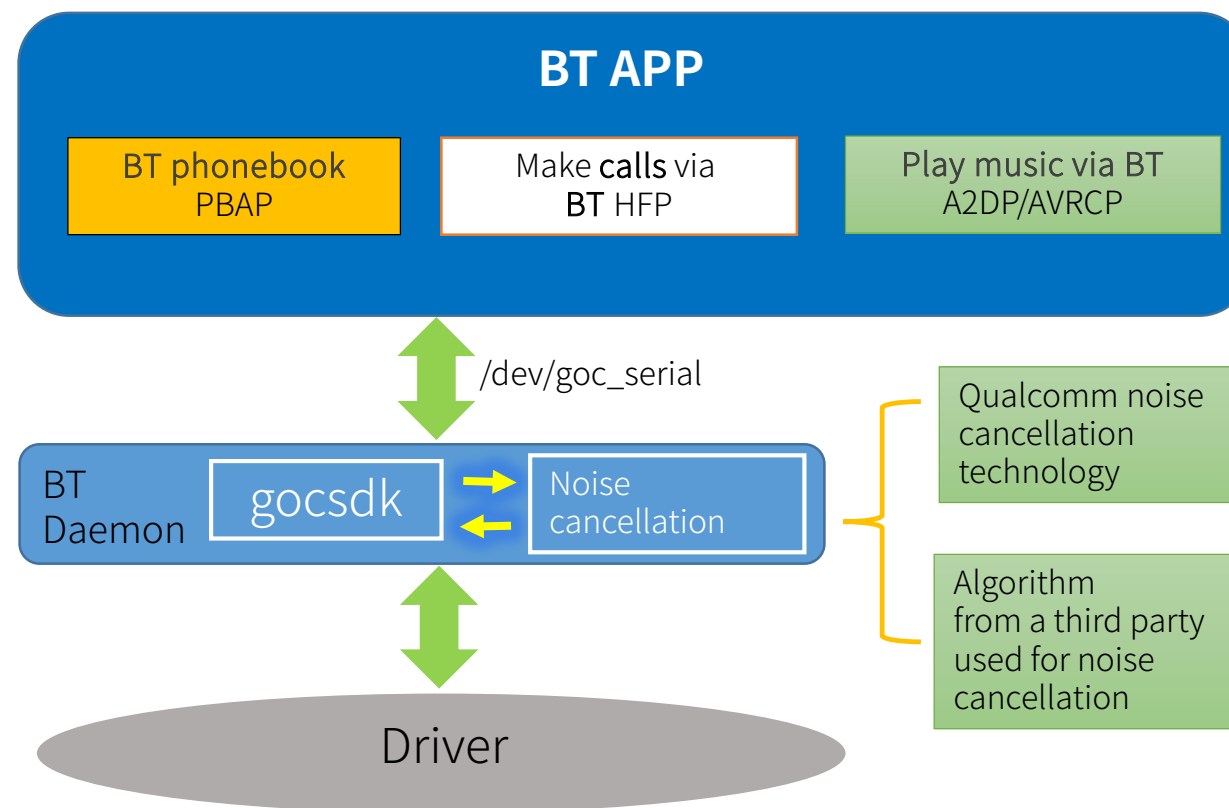 BT APP
BT phonebook
PBAP
Make calls via
BT HFP
Play music via BT
A2DP/AVRCP
/dev/goc_serial
BT
Daemon
gocsdk
Noise
cancellation
Qualcomm noise
cancellation
technology
Algorithm
from a third party
used for noise
cancellation
Driver